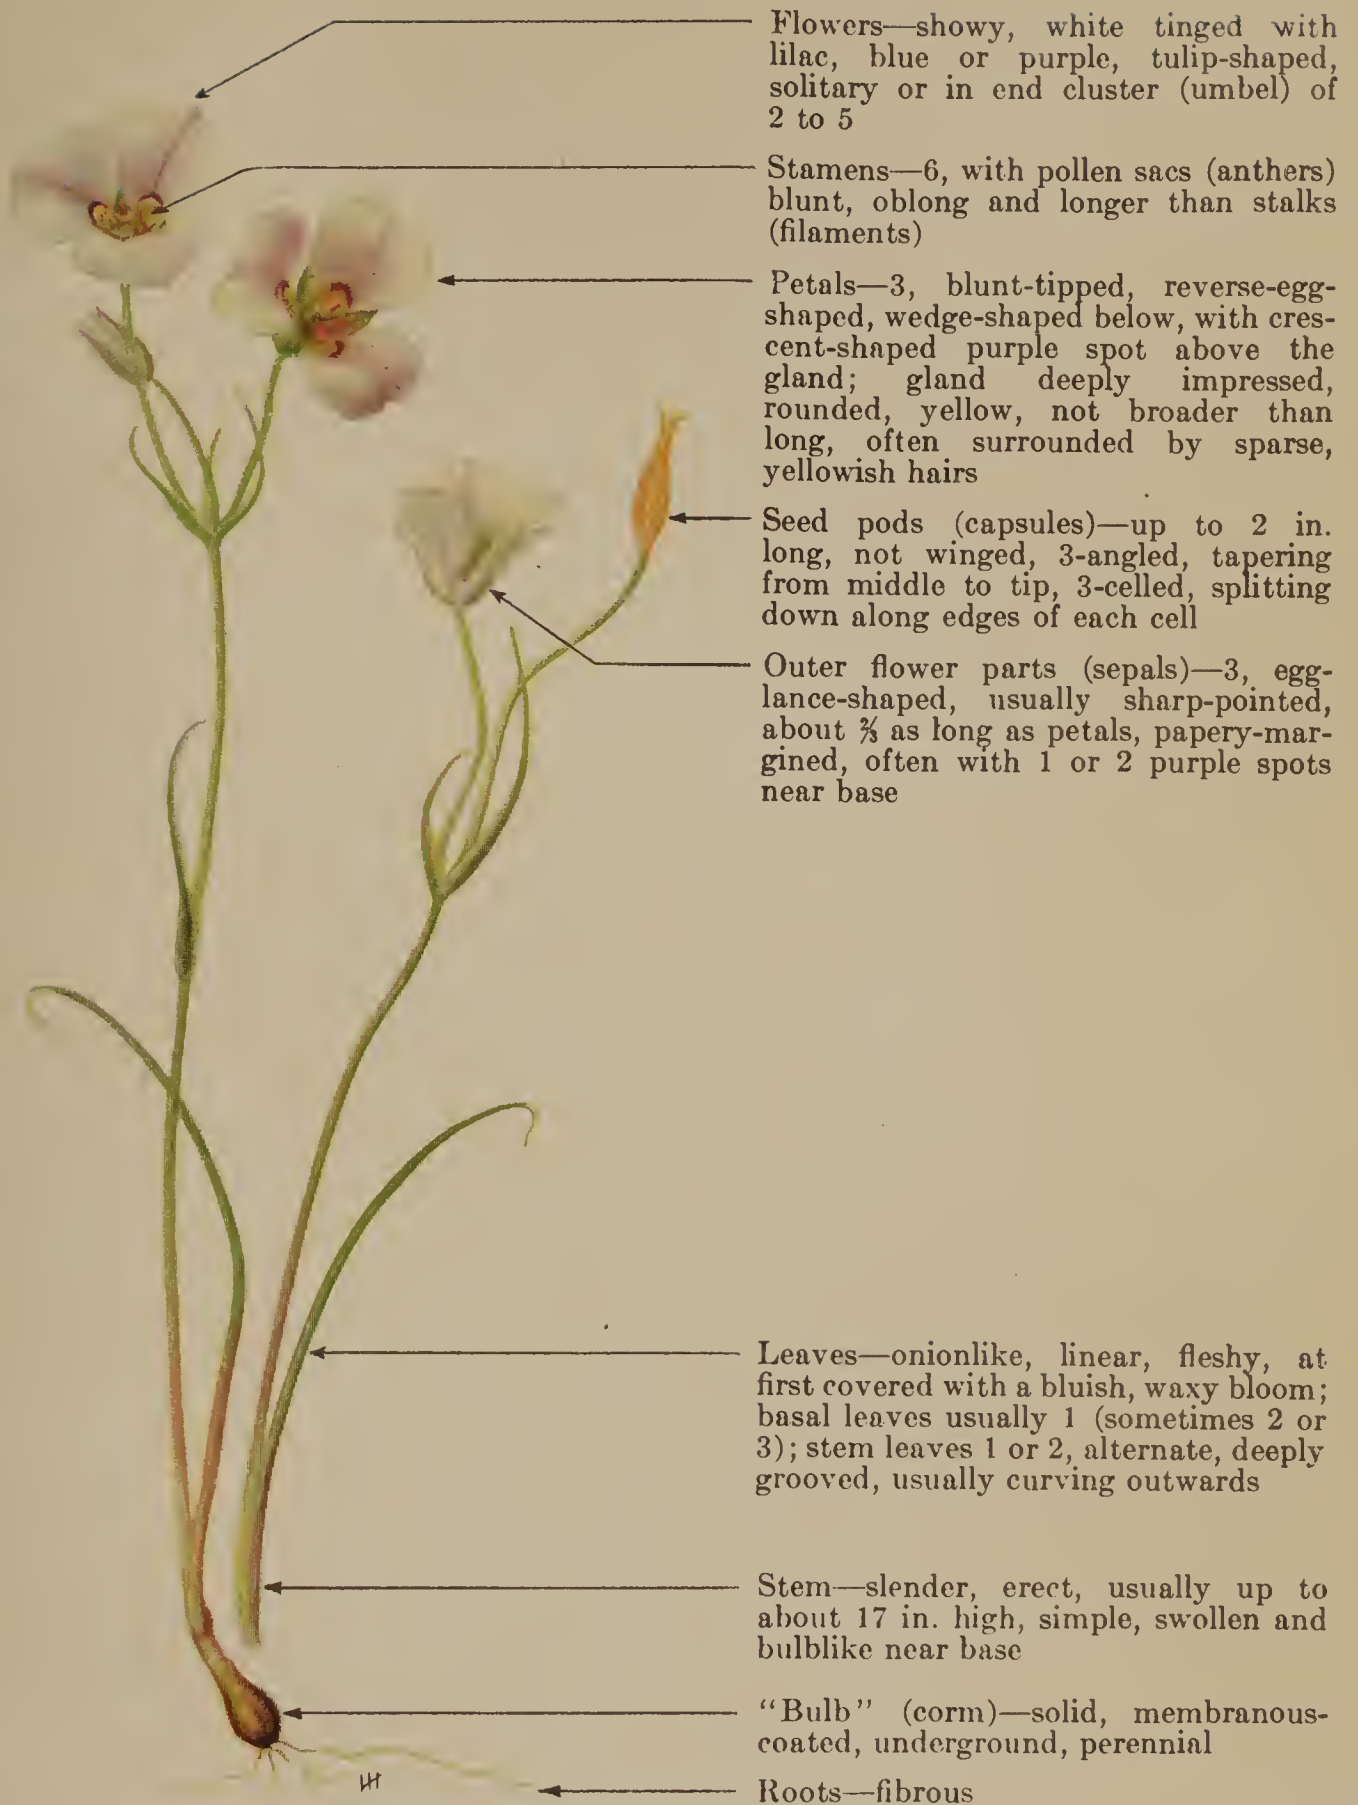 Flowers—showy, white tinged with
lilac, blue or purple, tulip-shaped,
solitary or in end cluster (umbel) of
2 to 5
Stamens—6, with pollen sacs (anthers)
blunt, oblong and longer than stalks
(filaments)
Petals—3, blunt-tipped, reverse-egg-
shaped, wedge-shaped below, with cres-
cent-shaped purple spot above the
gland; gland deeply impressed,
rounded, yellow, not broader than
long, often surrounded by sparse,
yellowish hairs
Seed pods (capsules)—up to 2 in.
long, not winged, 3-angled, tapering
from middle to tip, 3-celled, splitting
down along edges of each cell
Outer flower parts (sepals)—3, egg-
lance-shaped, usually sharp-pointed,
about as long as petals, papery-mar-
gined, often with 1 or 2 purple spots
near base
Leaves—onionlike, linear, fleshy, at
first covered with a bluish, waxy bloom;
basal leaves usually 1 (sometimes 2 or
3); stem leaves 1 or 2, alternate, deeply
grooved, usually curving outwards
Stem—slender, erect, usually up to
about 17 in. high, simple, swollen and
bulblike near base
"Bulb" (corm)—solid, membranous-
coated, underground, perennial
Roots—fibrous